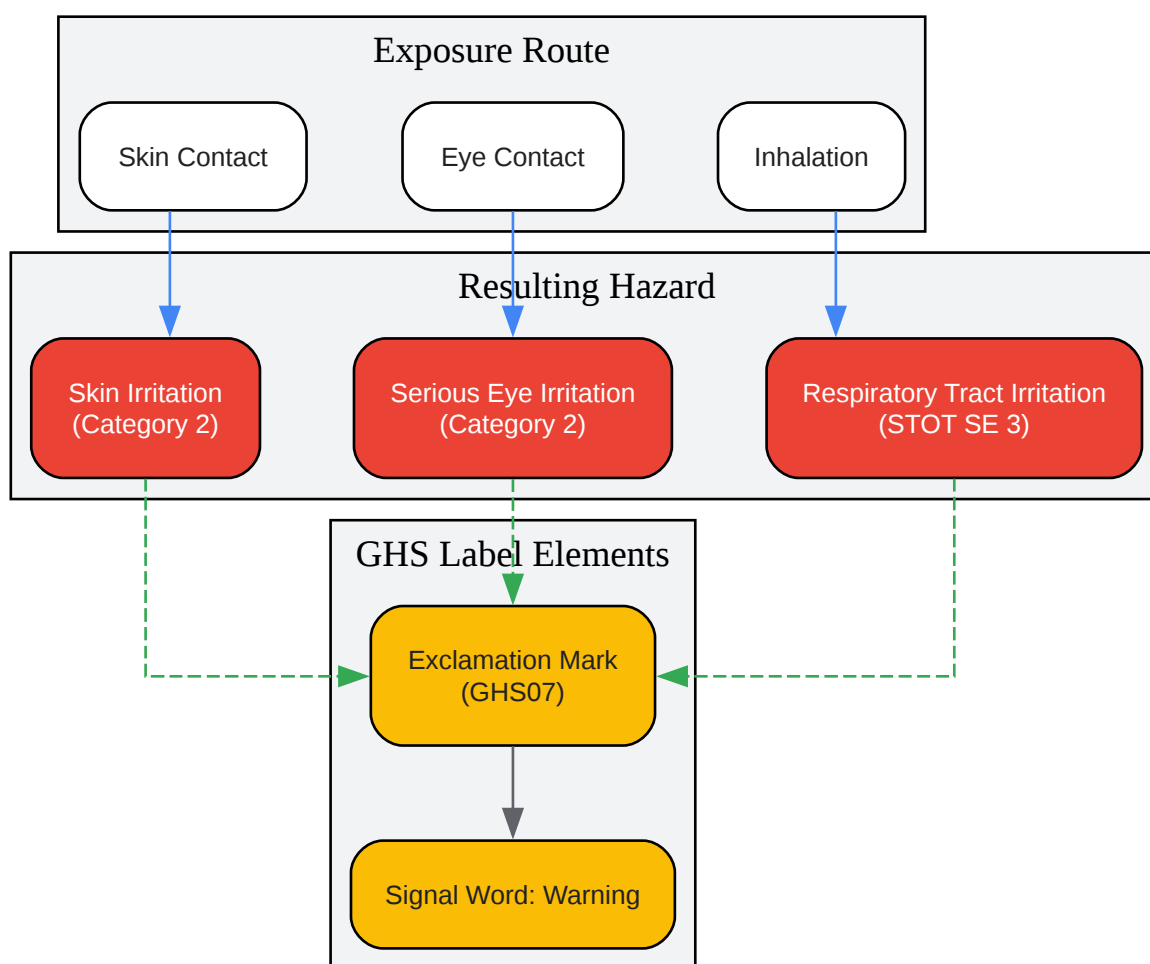 Exposure Route
Skin Contact
Eye Contact
Inhalation
Resulting Hazard
Skin Irritation
(Category 2)
Serious Eye Irritation
(Category 2)
Respiratory Tract Irritation
(STOT SE 3)
GHS Label Elements
Exclamation Mark
(GHS07)
Signal Word: Warning